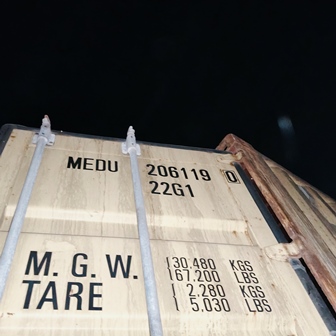 MEDU 206119 0
22G1
M. G. W. 30.480 KGS
67.200 LBS
TARE 2.280 KGS
5,030 LBS